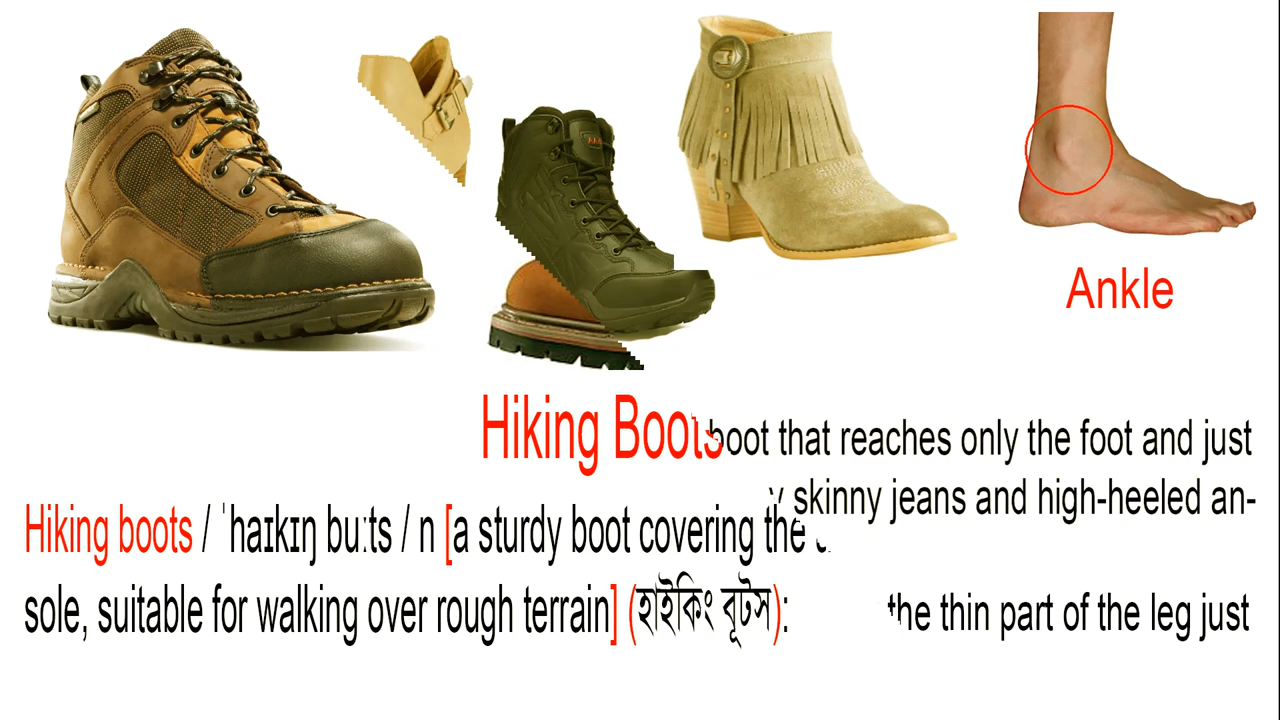 Ankle
Hiking Boots
boot that reaches only the foot and just
skinny jeans and high-heeled an-
Hiking boots / ˈhaɪkɪŋ buːts / n [a sturdy boot covering the
sole, suitable for walking over rough terrain] (হাইকিং বূটস):
the thin part of the leg just